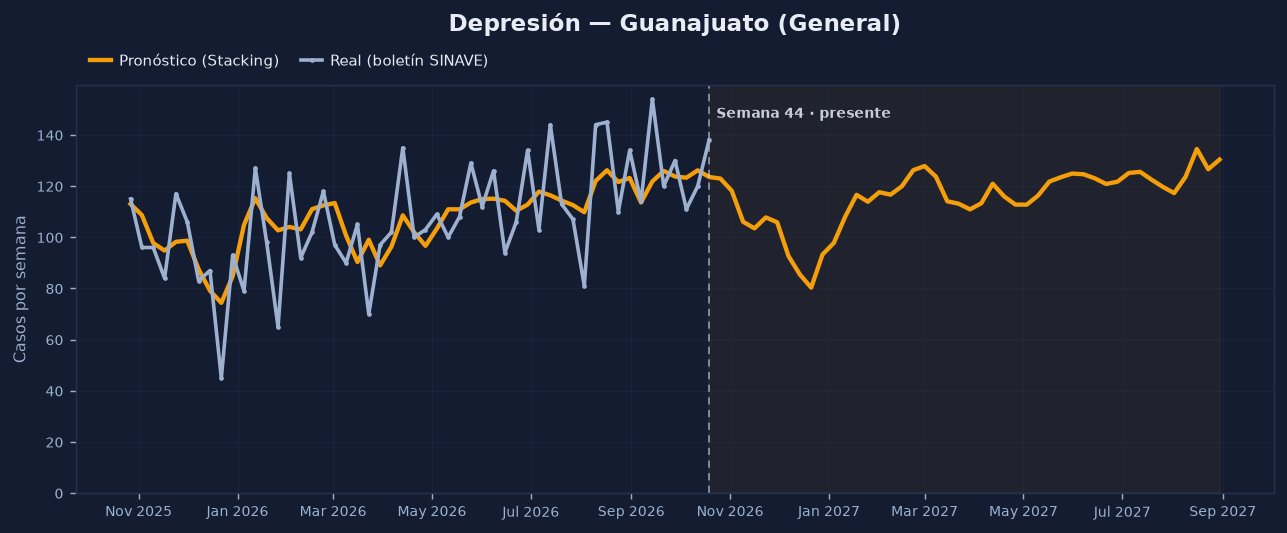 Depresión — Guanajuato (General)
Pronóstico (Stacking)
Real (boletín SINAVE)
Semana 44 · presente
Casos por semana
140
120
100
80
60
40
20
0
Nov 2025
Jan 2026
Mar 2026
May 2026
Jul 2026
Sep 2026
Nov 2026
Jan 2027
Mar 2027
May 2027
Jul 2027
Sep 2027